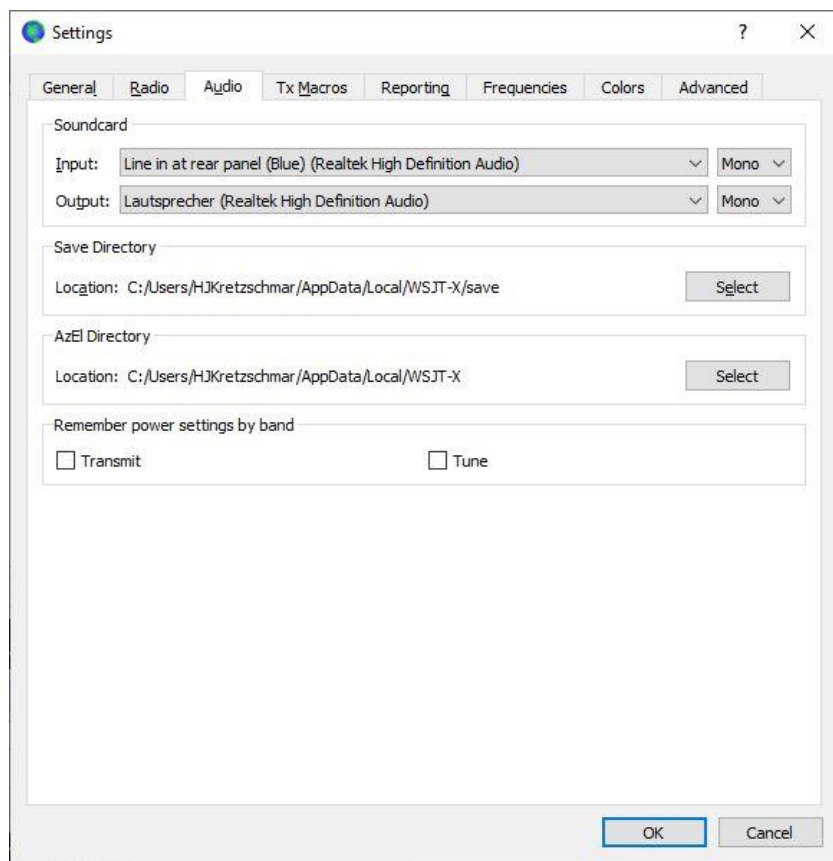 Settings ?
General Radio Audio Tx Macros Reporting Frequencies Colors Advanced
Soundcard
Input: Line in at rear panel (Blue) (Realtek High Definition Audio) Mono
Output: Lautsprecher (Realtek High Definition Audio) Mono
Save Directory
Location: C:/Users/HJKretzschmar/AppData/Local/WSJT-X/save Select
AzEl Directory
Location: C:/Users/HJKretzschmar/AppData/Local/WSJT-X Select
Remember power settings by band
Transmit Tune
OK Cancel